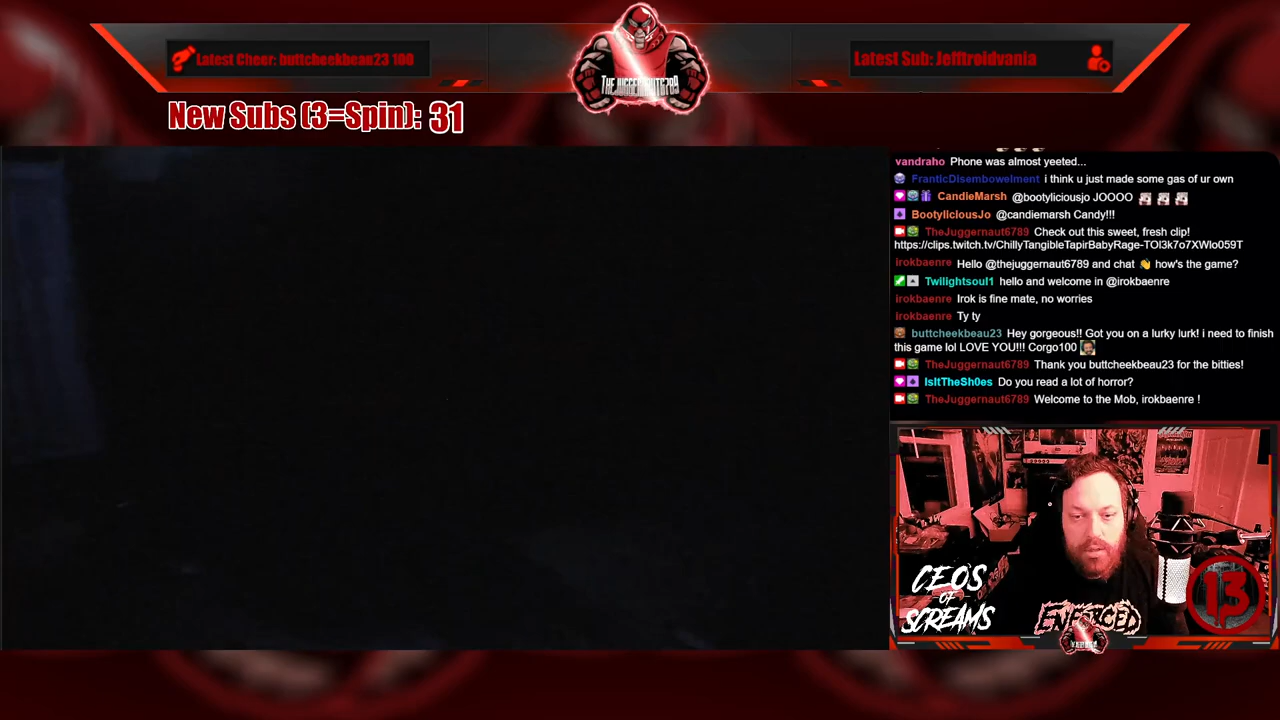 Latest Cheer: buttcheekbeau23 100
THEJUGGERNAUT6789
Latest Sub: Jefftroidvania
New Subs (3=Spin): 31
vandraho Phone was almost yeeted...
FranticDisembowelment i think u just made some gas of ur own
CandieMarsh @bootyliciousjo JOOOO
BootyliciousJo @candiemarsh Candy!!!
TheJuggernaut6789 Check out this sweet, fresh clip!
https://clips.twitch.tv/ChillyTangibleTapirBabyRage-TOl3k7o7XWlo059T
irokbaenre Hello @thejuggernaut6789 and chat 👋 how's the game?
Twilightsoul1 hello and welcome in @irokbaenre
irokbaenre Irok is fine mate, no worries
irokbaenre Ty ty
buttcheekbeau23 Hey gorgeous!! Got you on a lurky lurk! i need to finish
this game lol LOVE YOU!!! Corgo100
TheJuggernaut6789 Thank you buttcheekbeau23 for the bitties!
IsItTheSh0es Do you read a lot of horror?
TheJuggernaut6789 Welcome to the Mob, irokbaenre !
CEOS
OF
SCREAMS
ENFORCED
13